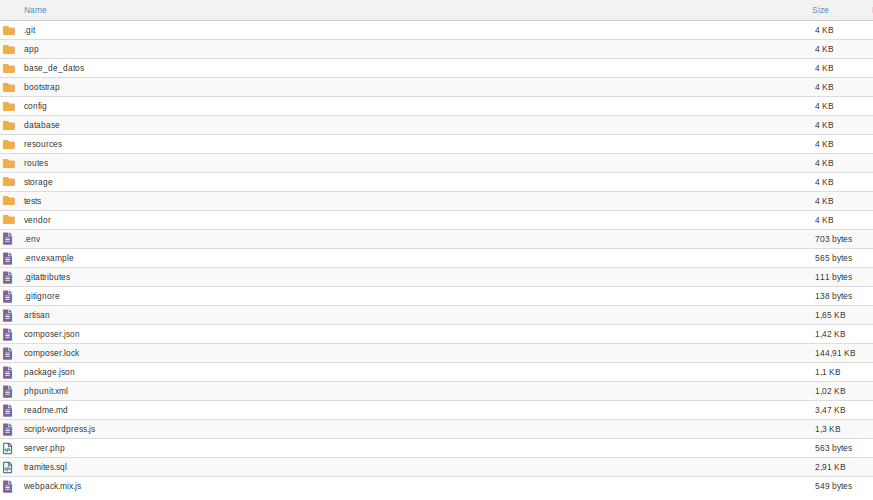 Name Size
.git 4 KB
app 4 KB
base_de_datos 4 KB
bootstrap 4 KB
config 4 KB
database 4 KB
resources 4 KB
routes 4 KB
storage 4 KB
tests 4 KB
vendor 4 KB
.env 703 bytes
.env.example 565 bytes
.gitattributes 111 bytes
.gitignore 138 bytes
artisan 1,65 KB
composer.json 1,42 KB
composer.lock 144,91 KB
package.json 1,1 KB
phpunit.xml 1,02 KB
readme.md 3,47 KB
script-wordpress.js 1,3 KB
server.php 563 bytes
tramites.sql 2,91 KB
webpack.mix.js 549 bytes